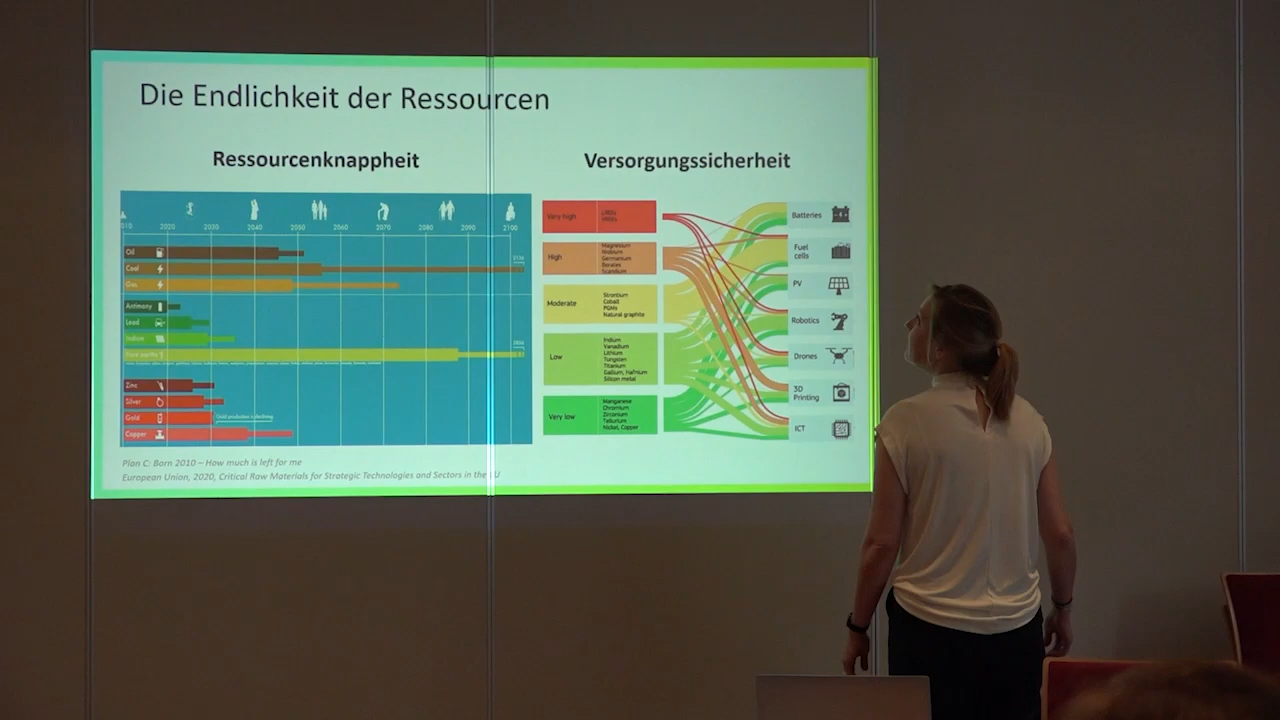 Die Endlichkeit der Ressourcen
Ressourcenknappheit
Versorgungssicherheit
2020 2030 2040 2050 2060 2070 2080 2090 2100
Oil
Coal
Gas
Antimony
Lead
Indium
Rare earths
Zinc
Silver
Gold
Gold production is declining
Copper
Very high
LREEs
HREEs
High
Magnesium
Niobium
Germanium
Borates
Scandium
Moderate
Strontium
Cobalt
PGMs
Natural graphite
Low
Indium
Vanadium
Lithium
Tungsten
Titanium
Gallium, Hafnium
Silicon metal
Very low
Manganese
Chromium
Zirconium
Tellurium
Nickel, Copper
Batteries
Fuel
cells
PV
Robotics
Drones
3D
Printing
ICT
Plan C: Born 2010 – How much is left for me
European Union, 2020, Critical Raw Materials for Strategic Technologies and Sectors in the EU